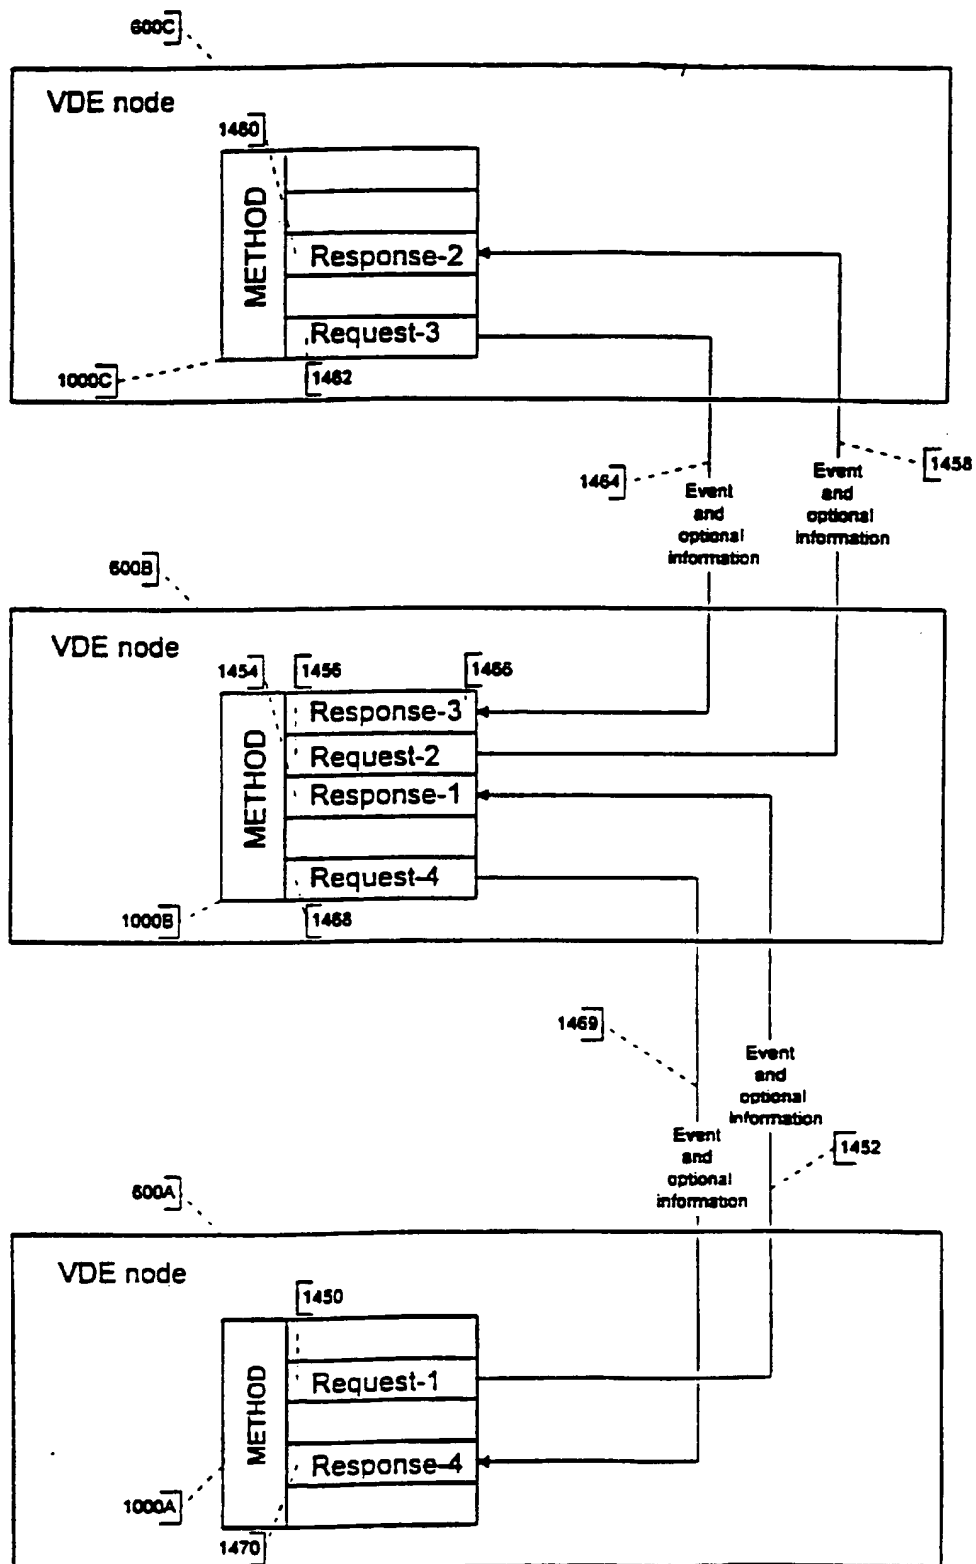 600C
VDE node
1460
METHOD
Response-2
Request-3
1000C
1462
1464
1458
Event
and
optional
information
Event
and
optional
information
600B
VDE node
1454
1456
1466
METHOD
Response-3
Request-2
Response-1
Request-4
1000B
1468
1469
Event
and
optional
information
Event
and
optional
information
1452
600A
VDE node
1450
METHOD
Request-1
Response-4
1000A
1470